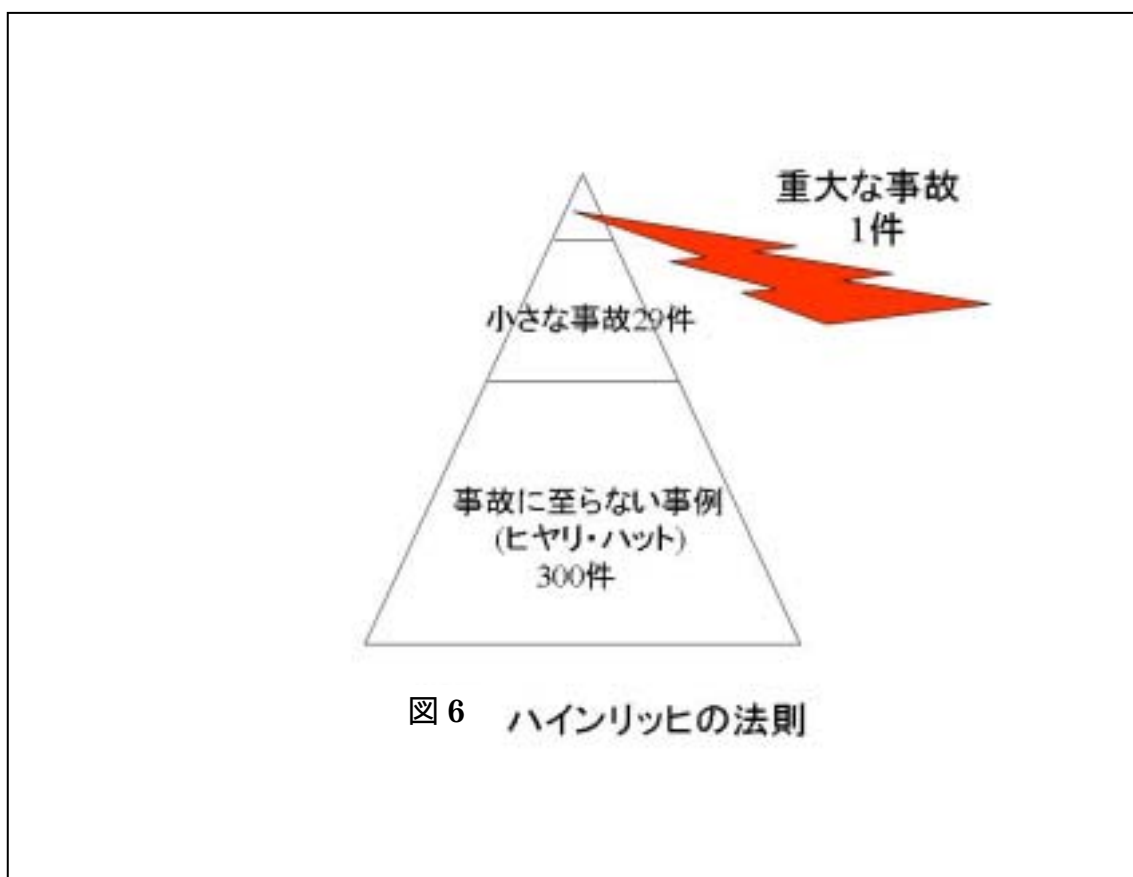 重大な事故
1件
小さな事故29件
事故に至らない事例
(ヒヤリ・ハット)
300件
図 6 ハインリッヒの法則